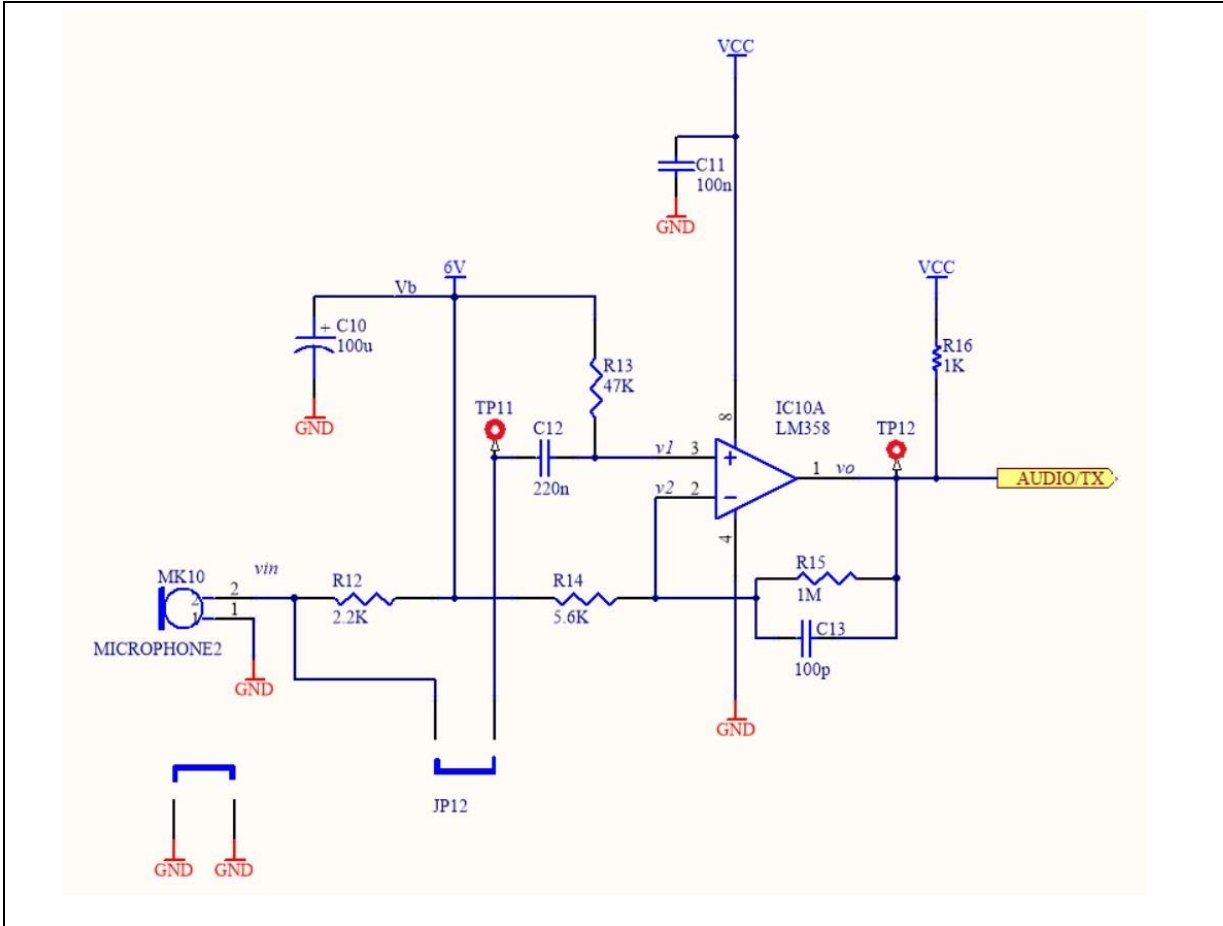 VCC
C11
100n
GND
6V
Vb
VCC
+ C10
100u
R13
47K
R16
1K
GND
TP11
C12
220n
8
IC10A
LM358
TP12
v1
3
+
1
vo
AUDIO/TX
v2
2
−
4
MK10
vin
2
2
1
1
R12
2.2K
R14
5.6K
R15
1M
C13
100p
MICROPHONE2
GND
GND
JP12
GND
GND